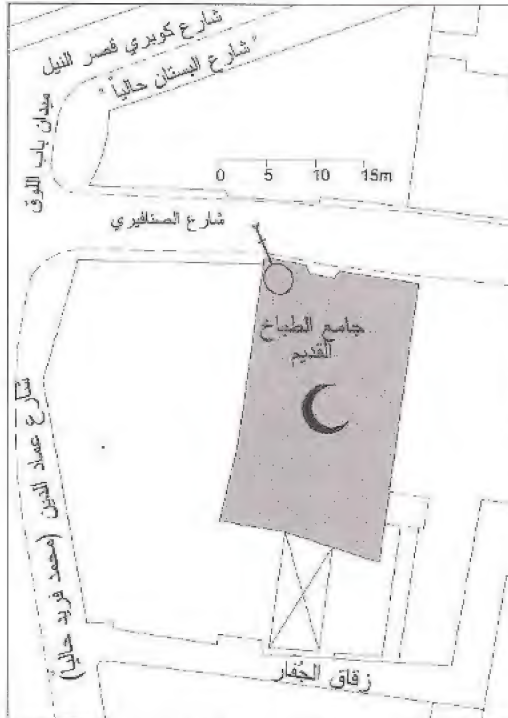 شارع كوبري قصر النيل
"شارع البستان حالياً"
ميدان باب اللوق
0 5 10 15m
شارع الصنافيري
جامع الطباخ
القديم
شارع عماد الدين (محمد فريد حالياً)
زقاق الجفار